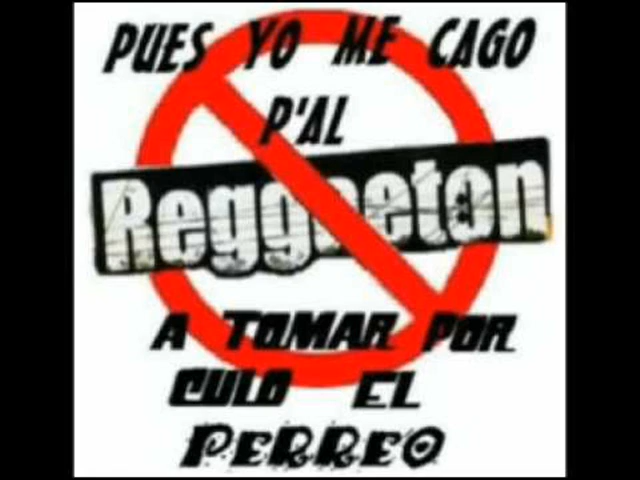 PUES YO ME CAGO
P'AL
Reggaeton
A TOMAR POR
CULO EL
PERREO